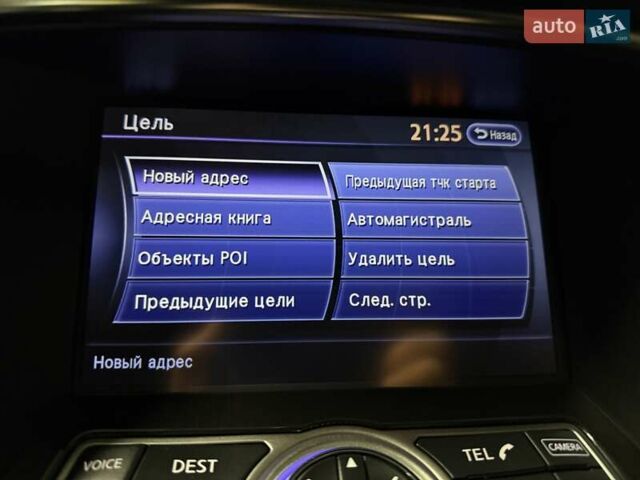 auto RIA .com
Цель
21:25 Назад
Новый адрес
Предыдущая тчк старта
Адресная книга
Автомагистраль
Объекты POI
Удалить цель
Предыдущие цели
След. стр.
Новый адрес
VOICE
DEST
TEL
CAMERA